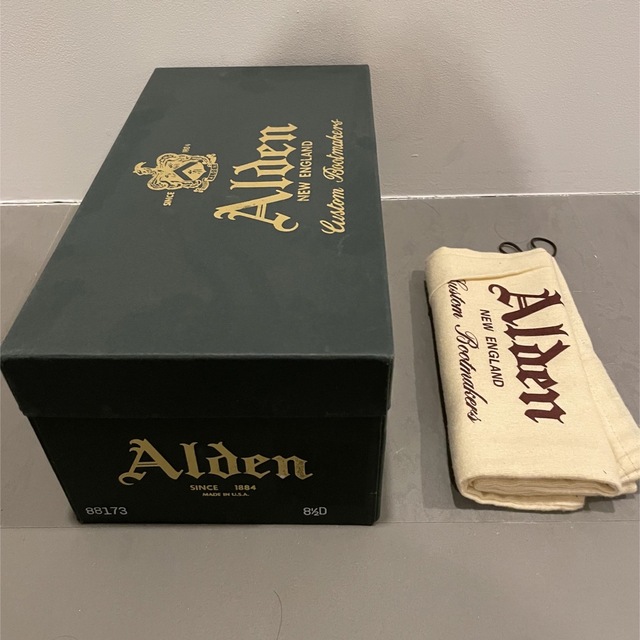 SINCE 1884
Alden
NEW ENGLAND
Custom Bootmakers
Alden
SINCE 1884
MADE IN U.S.A.
88173 8½D
Alden
NEW ENGLAND
Custom Bootmakers